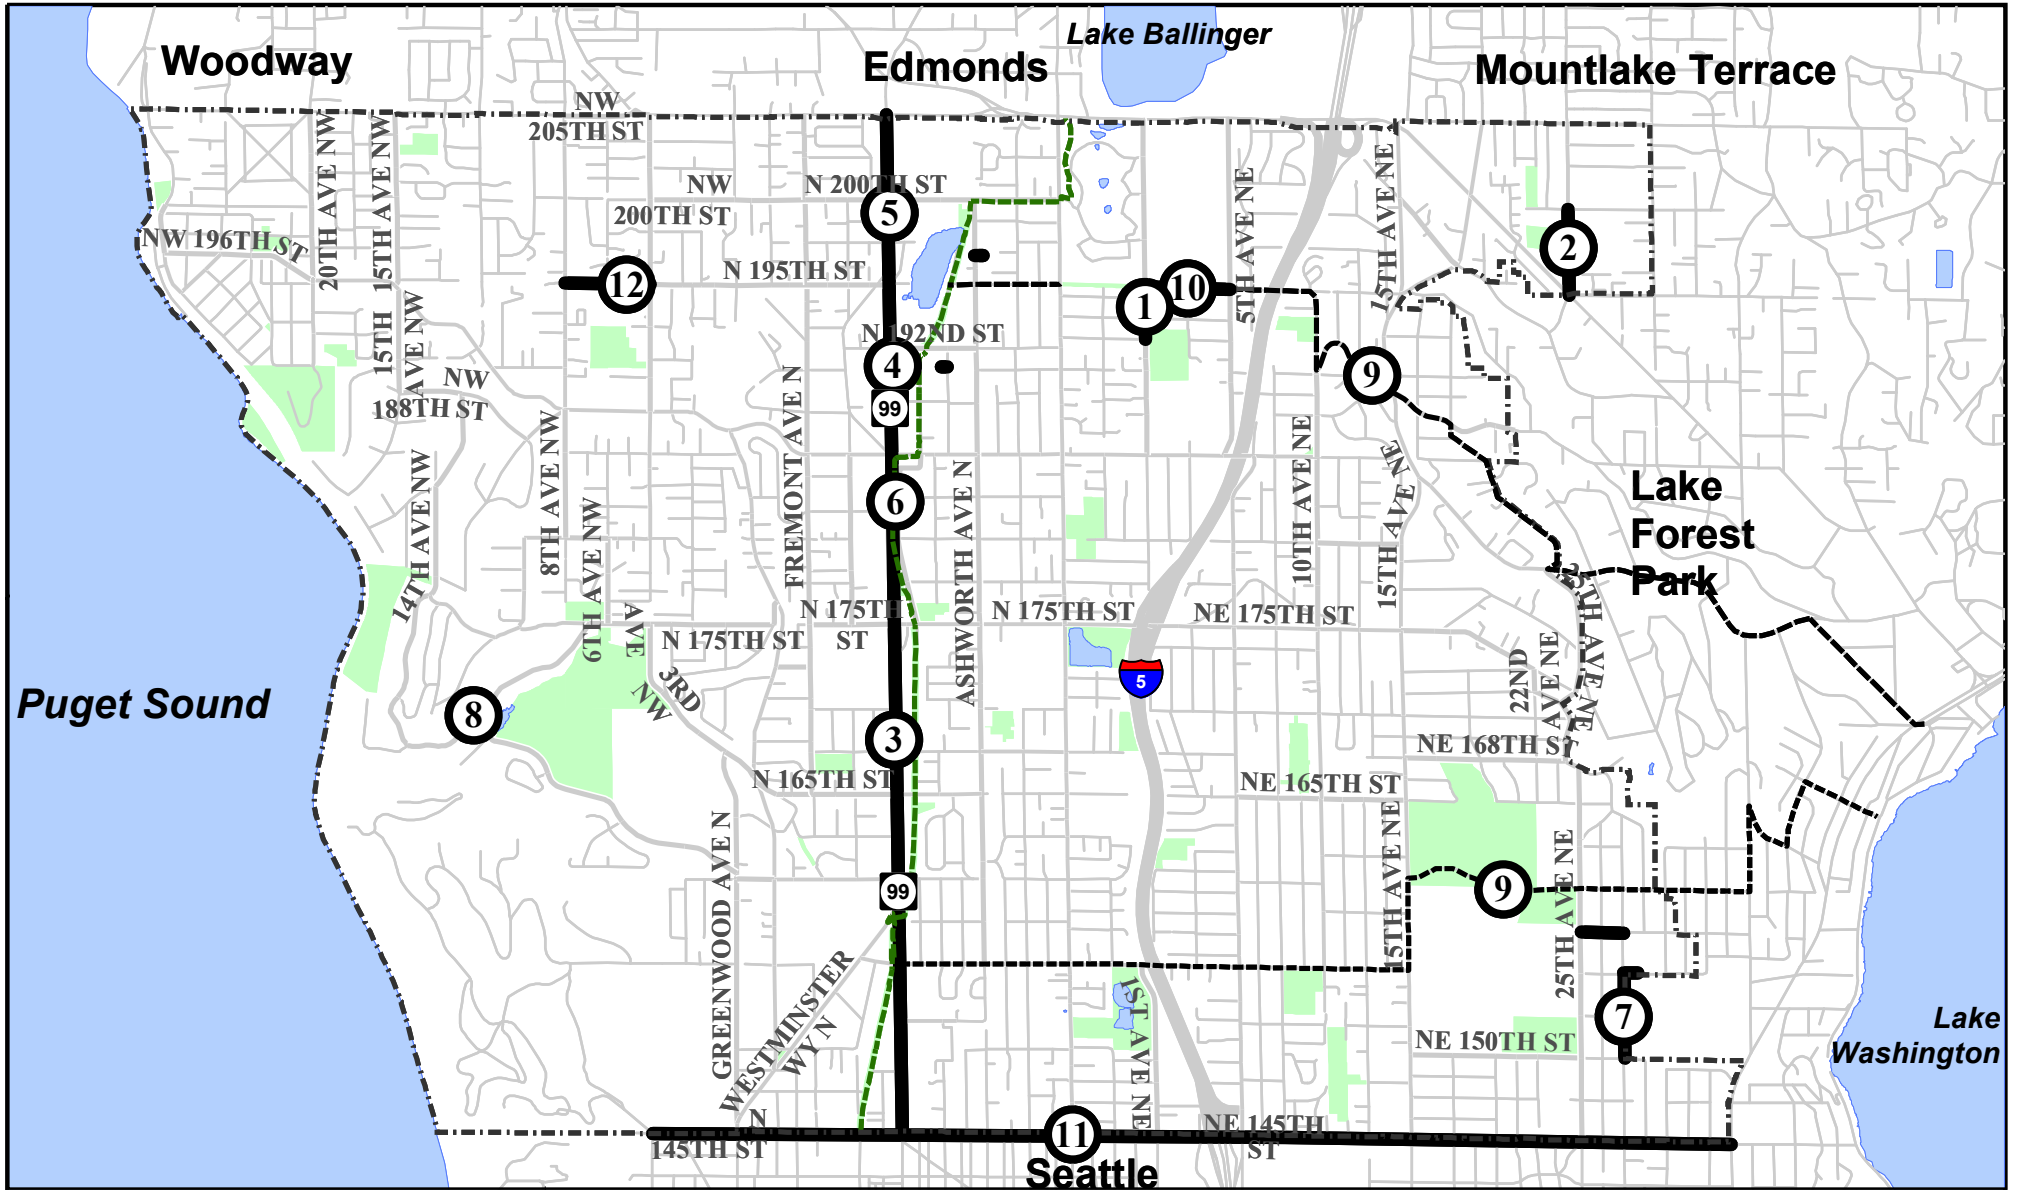 Lake Ballinger
Woodway
Edmonds
Mountlake Terrace
NW
205TH ST
20TH AVE NW
15TH AVE NW
NW
200TH ST
N 200TH ST
5
5TH AVE NE
15TH AVE NE
2
NW 196TH ST
N 195TH ST
12
10
1
15TH
AVE NW
N 192ND ST
4
99
9
NW
188TH ST
FREMONT AVE N
8TH AVE NW
14TH AVE NW
6
ASHWORTH AVE N
10TH AVE NE
NE
15TH AVE
Lake
Forest
Park
6TH AVE NW
AVE
3RD
NW
N 175TH ST
N 175TH
ST
N 175TH ST
NE 175TH ST
25TH AVE NE
22ND
AVE NE
5
Puget Sound
8
3
NE 168TH ST
N 165TH ST
NE 165TH ST
GREENWOOD AVE N
99
15TH AVE NE
9
25TH AVE NE
WESTMINSTER
WY N
1ST AVE NE
7
NE 150TH ST
Lake
Washington
N
145TH ST
11
NE 145TH
ST
Seattle